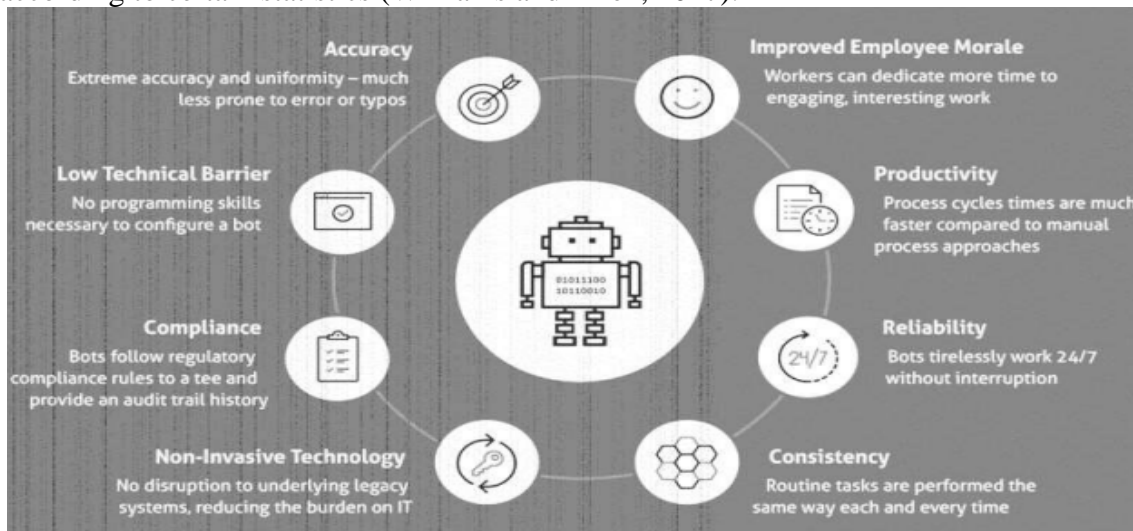 Accuracy
Extreme accuracy and uniformity – much
less prone to error or typos
Improved Employee Morale
Workers can dedicate more time to
engaging, interesting work
Low Technical Barrier
No programming skills
necessary to configure a bot
Productivity
Process cycles times are much
faster compared to manual
process approaches
01011100
10110010
Compliance
Bots follow regulatory
compliance rules to a tee and
provide an audit trail history
24/7
Reliability
Bots tirelessly work 24/7
without interruption
Non-Invasive Technology
No disruption to underlying legacy
systems, reducing the burden on IT
Consistency
Routine tasks are performed the
same way each and every time